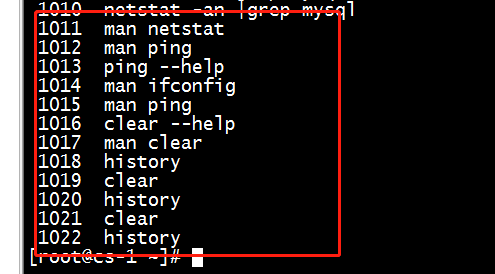 1010 netstat -an |grep mysql
1011 man netstat
1012 man ping
1013 ping --help
1014 man ifconfig
1015 man ping
1016 clear --help
1017 man clear
1018 history
1019 clear
1020 history
1021 clear
1022 history
[root@cs-1 ~]#